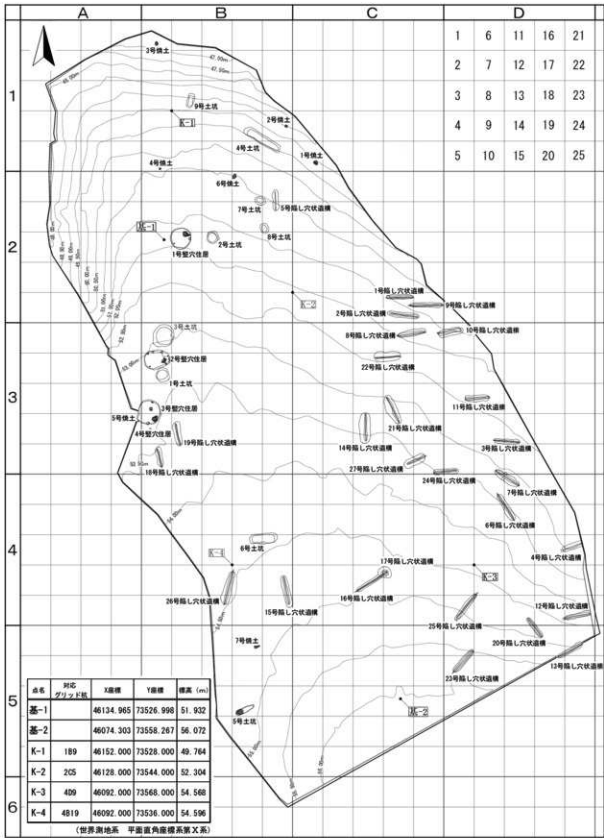 A B C D
1 6 11 16 21
2 7 12 17 22
3 8 13 18 23
4 9 14 19 24
5 10 15 20 25
1
2
3
4
5
6
3号焼土
47.00m
9号土坑
K-1
2号焼土
4号土坑
1号焼土
4号焼土
6号焼土
7号土坑
5号陥し穴状遺構
基-1
2号土坑
8号土坑
1号竪穴住居
K-2
1号陥し穴状遺構
9号陥し穴状遺構
2号陥し穴状遺構
10号陥し穴状遺構
8号陥し穴状遺構
3号土坑
22号陥し穴状遺構
53.00m
2号竪穴住居
1号土坑
11号陥し穴状遺構
3号竪穴住居
5号焼土
21号陥し穴状遺構
4号竪穴住居
19号陥し穴状遺構
14号陥し穴状遺構
3号陥し穴状遺構
27号陥し穴状遺構
18号陥し穴状遺構
24号陥し穴状遺構
7号陥し穴状遺構
54.00m
6号陥し穴状遺構
6号土坑
K-4
17号陥し穴状遺構
4号陥し穴状遺構
K-3
16号陥し穴状遺構
26号陥し穴状遺構
15号陥し穴状遺構
12号陥し穴状遺構
25号陥し穴状遺構
20号陥し穴状遺構
7号焼土
13号陥し穴状遺構
23号陥し穴状遺構
基-2
5号土坑
点名 対応グリッド杭 X座標 Y座標 標高(m)
基-1 46134.965 73526.998 51.932
基-2 46074.303 73558.267 56.072
K-1 1B9 46152.000 73528.000 49.764
K-2 2C5 46128.000 73544.000 52.304
K-3 4D9 46092.000 73568.000 54.568
K-4 4B19 46092.000 73536.000 54.596
(世界測地系 平面直角座標系第X系)